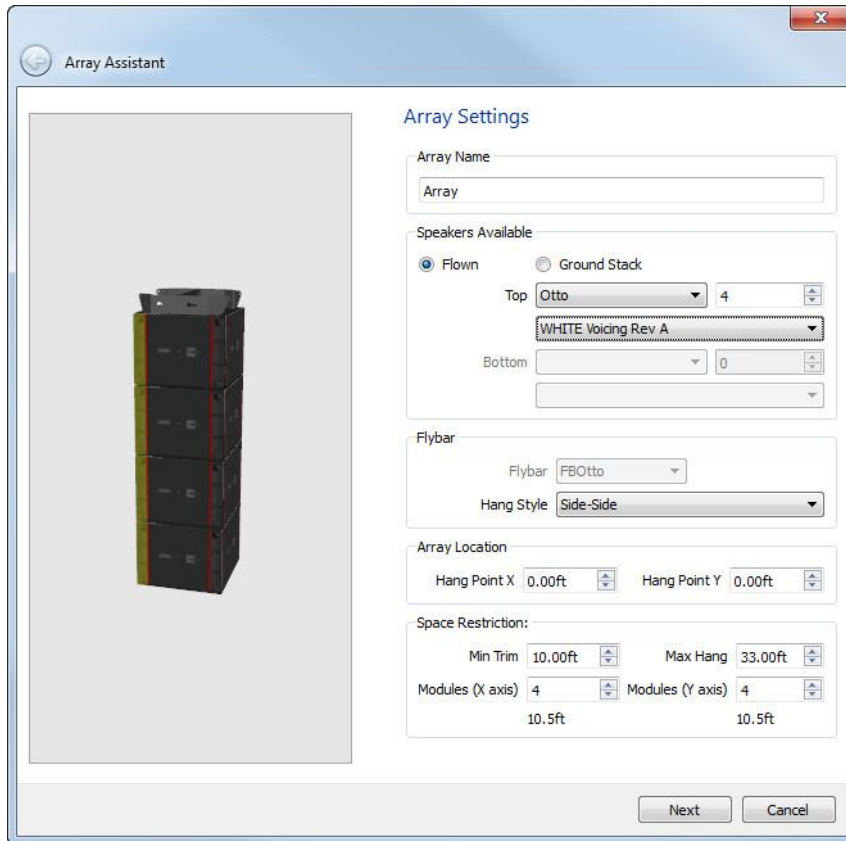 Array Assistant
Array Settings
Array Name
Array
Speakers Available
Flown Ground Stack
Top Otto 4
WHITE Voicing Rev A
Bottom 0
Flybar
Flybar FBOtto
Hang Style Side-Side
Array Location
Hang Point X 0.00ft Hang Point Y 0.00ft
Space Restriction:
Min Trim 10.00ft Max Hang 33.00ft
Modules (X axis) 4 Modules (Y axis) 4
10.5ft 10.5ft
Next Cancel